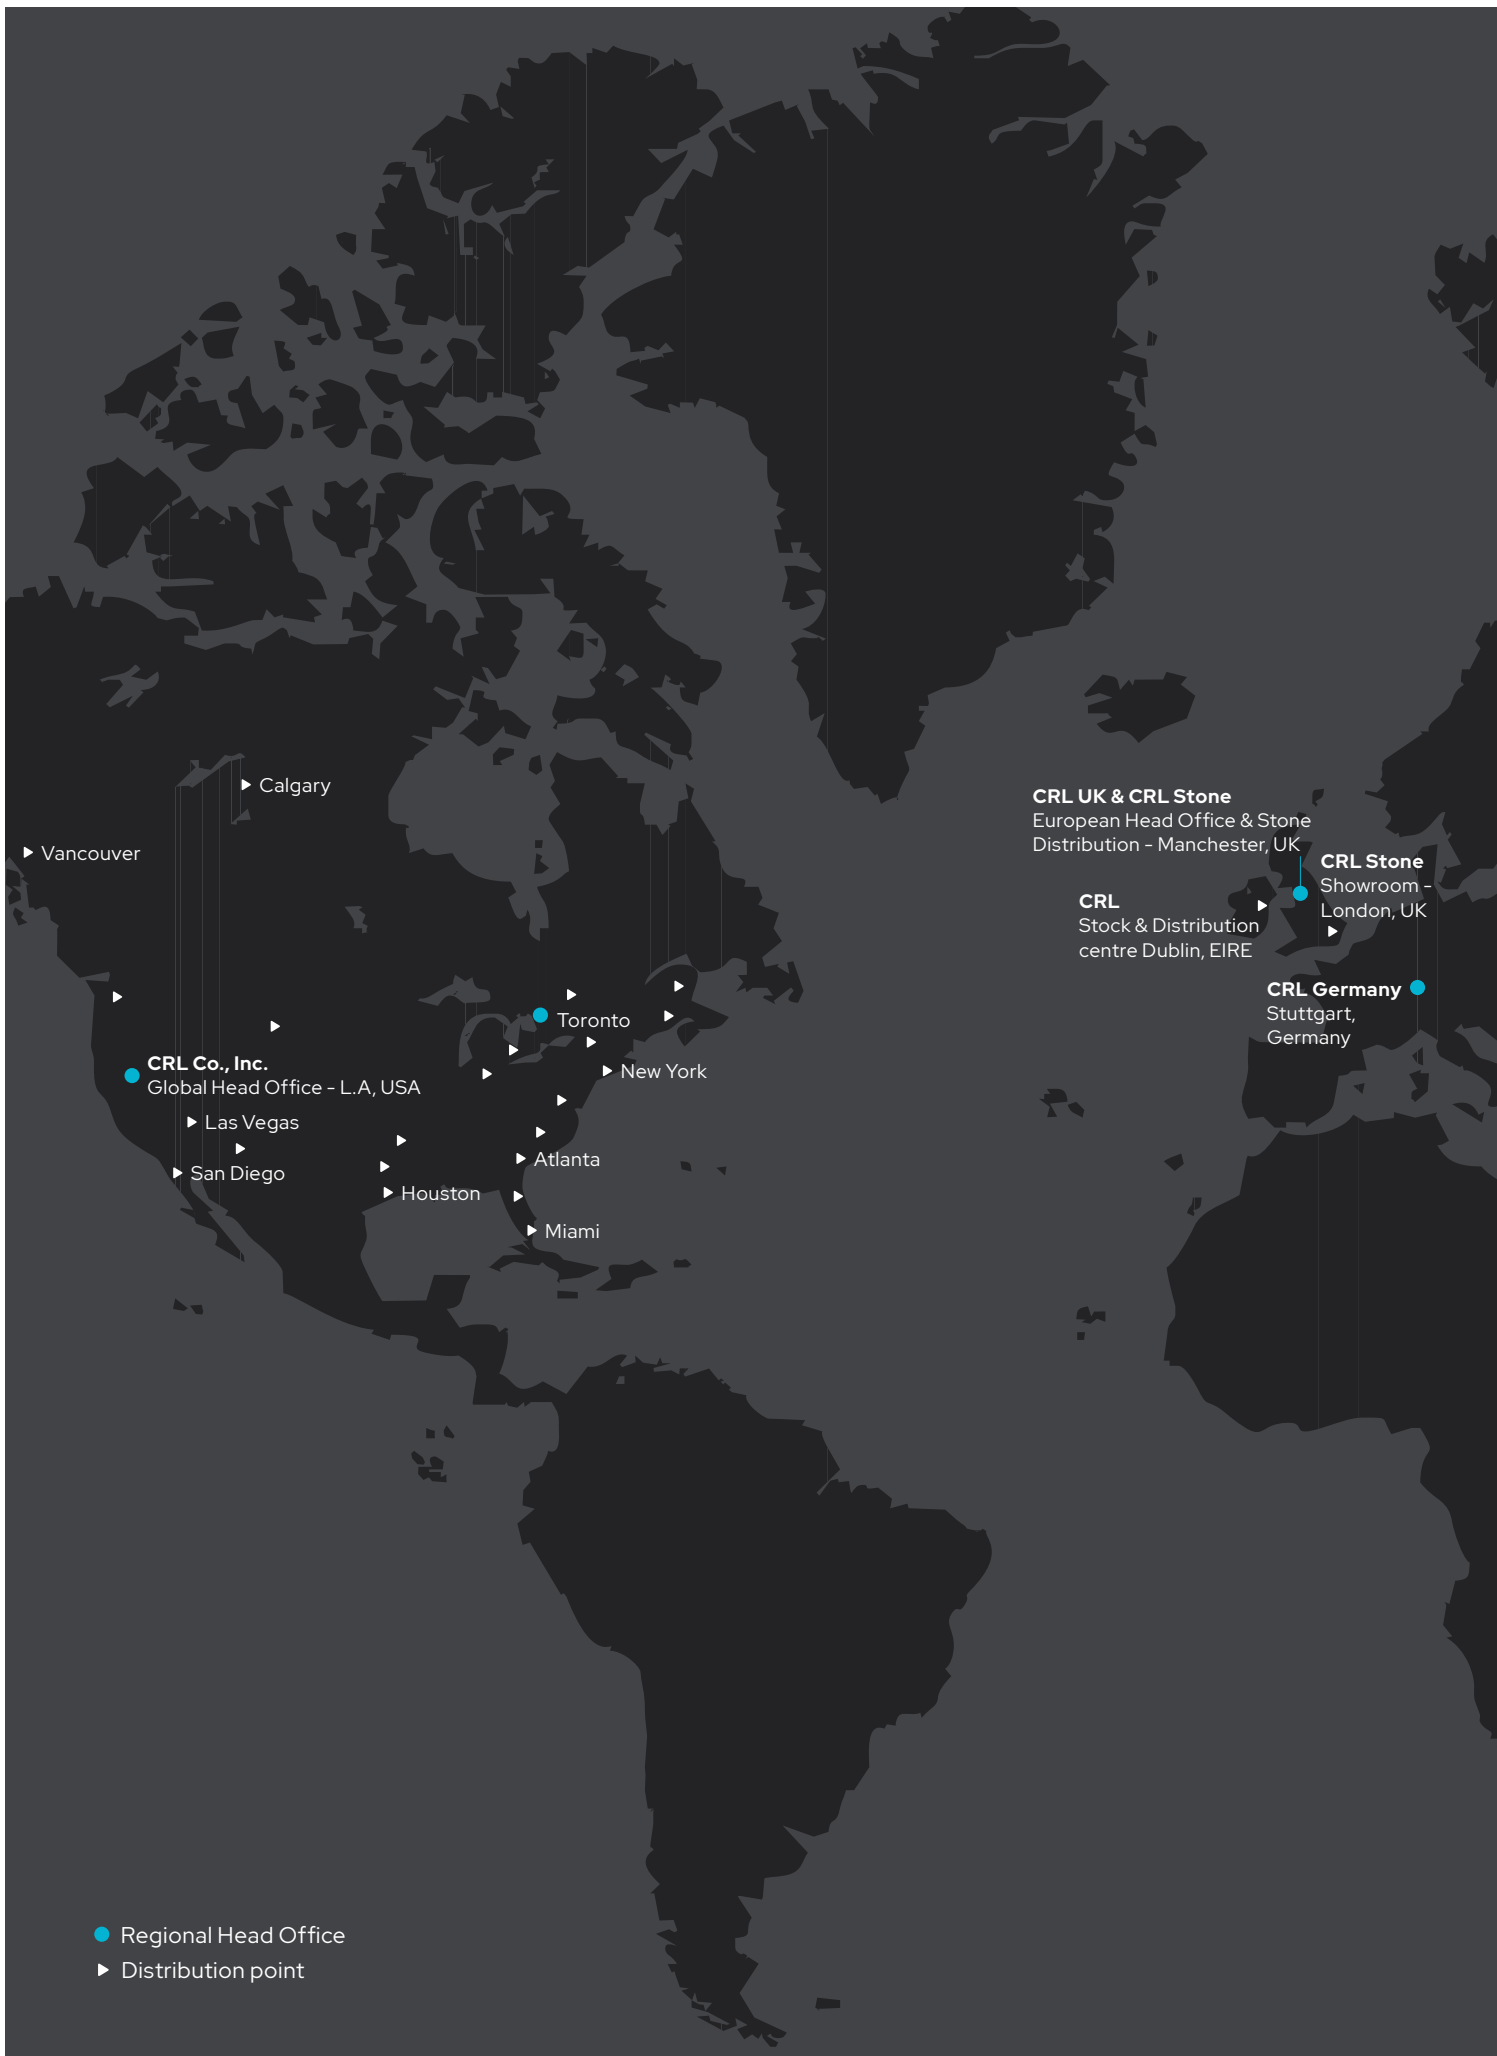 Calgary
Vancouver
CRL UK & CRL Stone
European Head Office & Stone
Distribution - Manchester, UK
CRL Stone
Showroom -
London, UK
CRL
Stock & Distribution
centre Dublin, EIRE
CRL Germany
Stuttgart,
Germany
Toronto
CRL Co., Inc.
Global Head Office - L.A, USA
New York
Las Vegas
San Diego
Atlanta
Houston
Miami
Regional Head Office
Distribution point